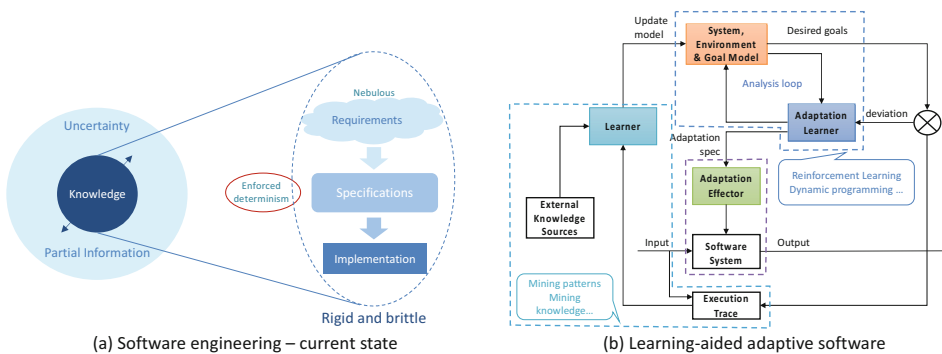 Uncertainty
Knowledge
Partial Information
Nebulous
Requirements
Enforced
determinism
Specifications
Implementation
Rigid and brittle
(a) Software engineering – current state
Update
model
System,
Environment
& Goal Model
Desired goals
Analysis loop
Learner
Adaptation
Learner
deviation
Adaptation
spec
Reinforcement Learning
Dynamic programming ...
Adaptation
Effector
External
Knowledge
Sources
Input
Software
System
Output
Mining patterns
Mining
knowledge...
Execution
Trace
(b) Learning-aided adaptive software